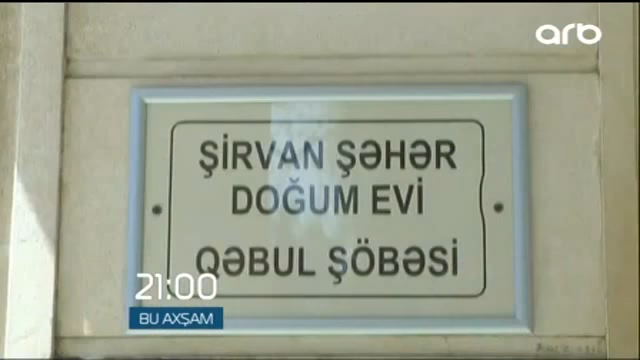 arb
ŞİRVAN ŞƏHƏR
DOĞUM EVİ
QƏBUL ŞÖBƏSİ
21:00
BU AXŞAM